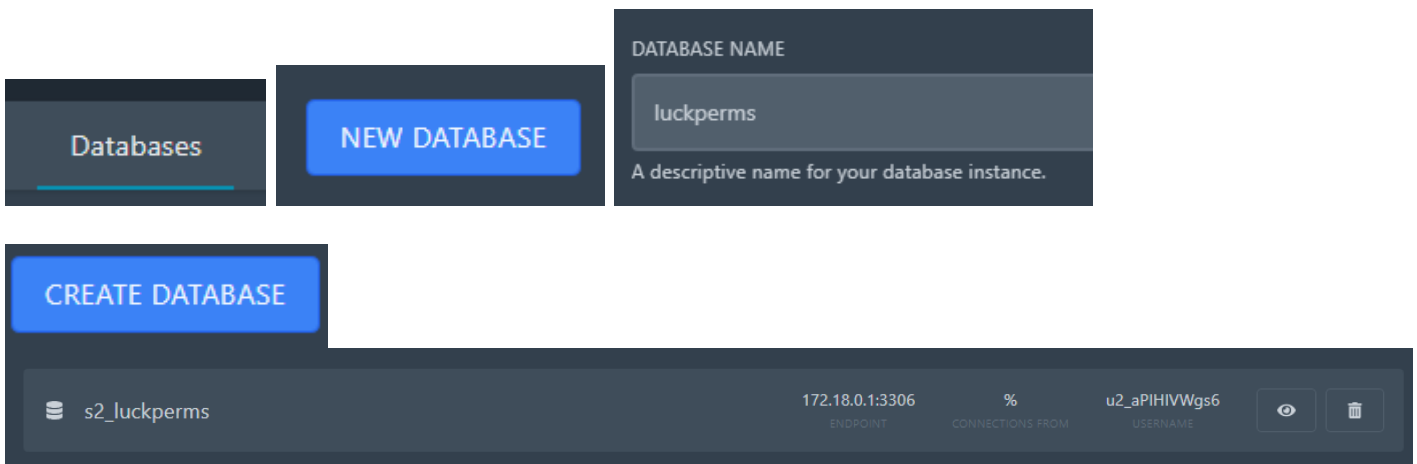 Databases
NEW DATABASE
DATABASE NAME
luckperms
A descriptive name for your database instance.
CREATE DATABASE
s2_luckperms
172.18.0.1:3306
ENDPOINT
%
CONNECTIONS FROM
u2_aPIHIVWgs6
USERNAME